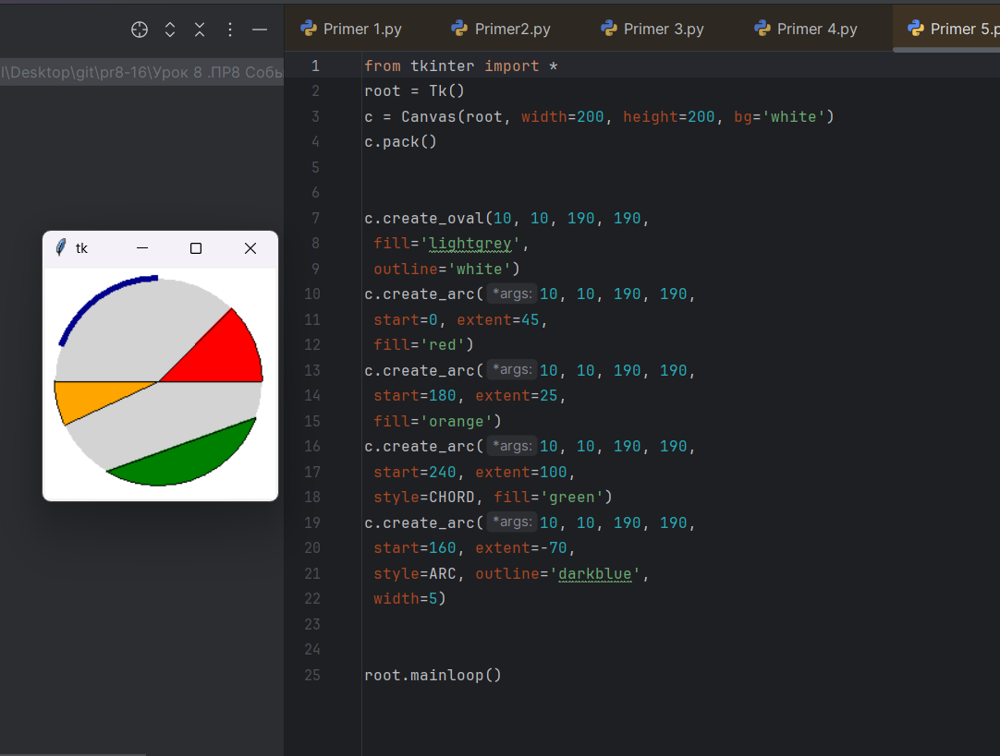 Primer 1.py
Primer2.py
Primer 3.py
Primer 4.py
Primer 5.p
l\Desktop\git\pr8-16\Урок 8 .ПР8 Собы
tk
1 from tkinter import *
2 root = Tk()
3 c = Canvas(root, width=200, height=200, bg='white')
4 c.pack()
5
6
7 c.create_oval(10, 10, 190, 190,
8 fill='lightgrey',
9 outline='white')
10 c.create_arc( *args: 10, 10, 190, 190,
11 start=0, extent=45,
12 fill='red')
13 c.create_arc( *args: 10, 10, 190, 190,
14 start=180, extent=25,
15 fill='orange')
16 c.create_arc( *args: 10, 10, 190, 190,
17 start=240, extent=100,
18 style=CHORD, fill='green')
19 c.create_arc( *args: 10, 10, 190, 190,
20 start=160, extent=-70,
21 style=ARC, outline='darkblue',
22 width=5)
23
24
25 root.mainloop()